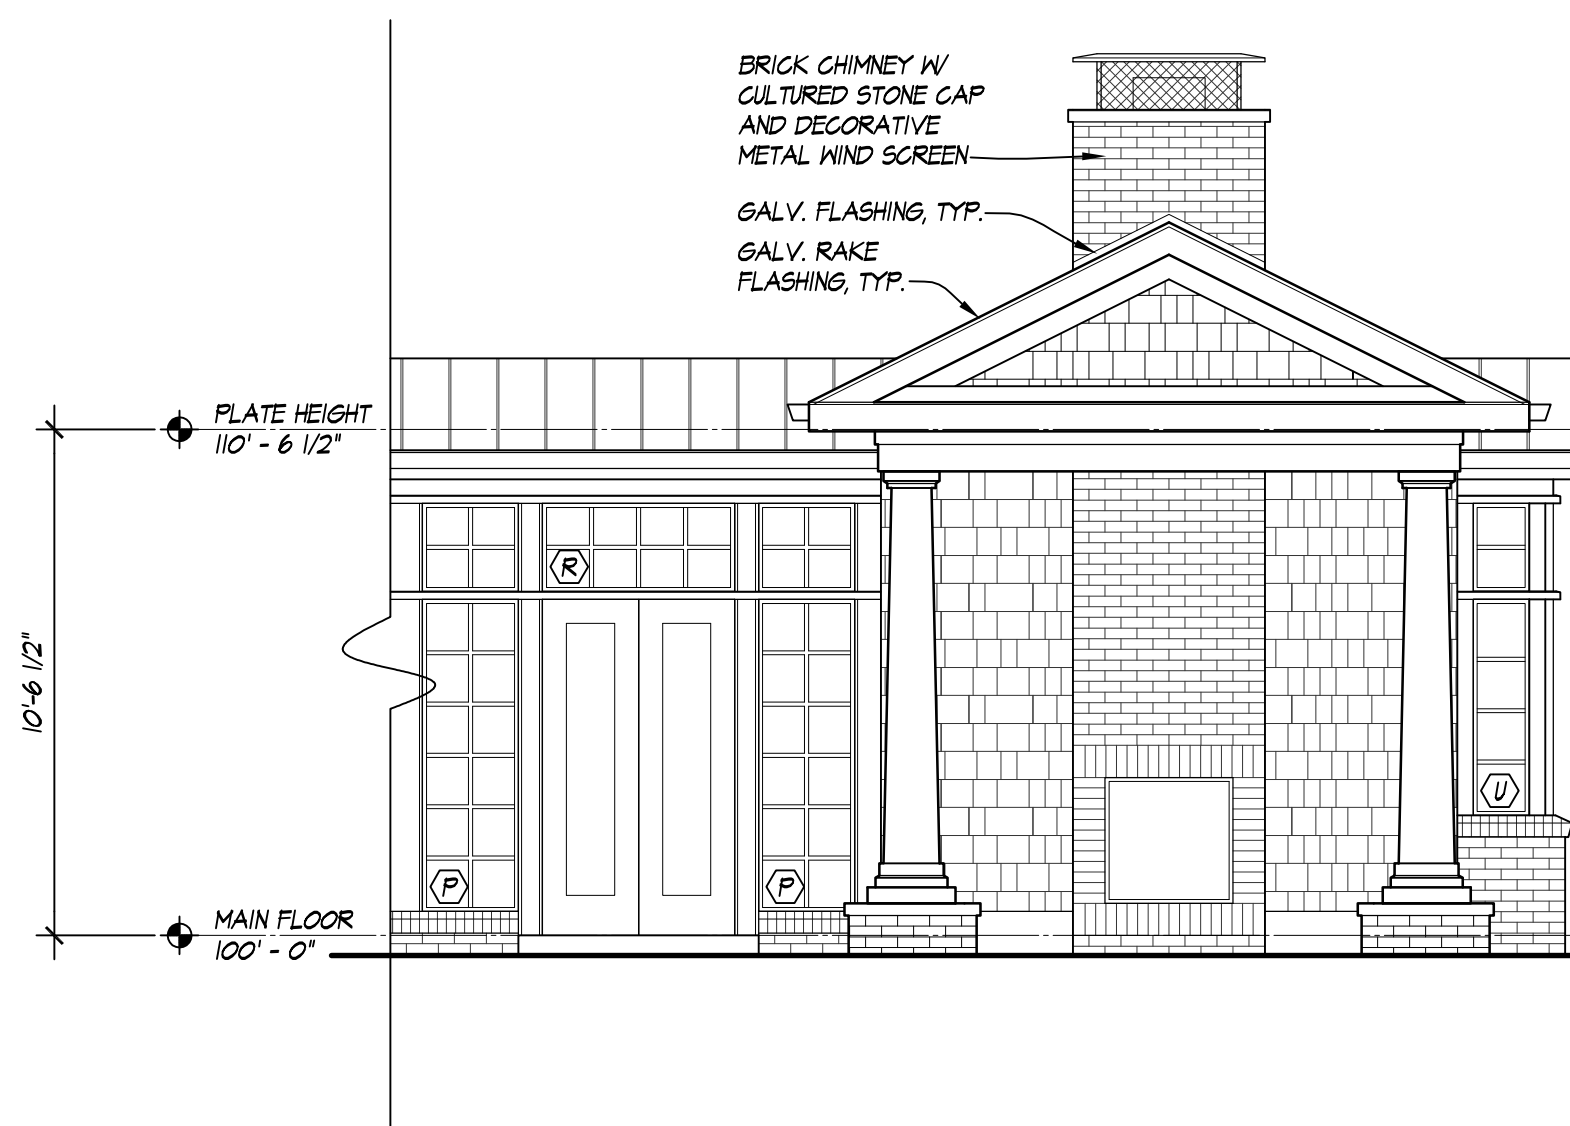 BRICK CHIMNEY W/
CULTURED STONE CAP
AND DECORATIVE
METAL WIND SCREEN
GALV. FLASHING, TYP.
GALV. RAKE
FLASHING, TYP.
PLATE HEIGHT
110' - 6 1/2"
R
10'-6 1/2"
U
P
P
MAIN FLOOR
100' - 0"